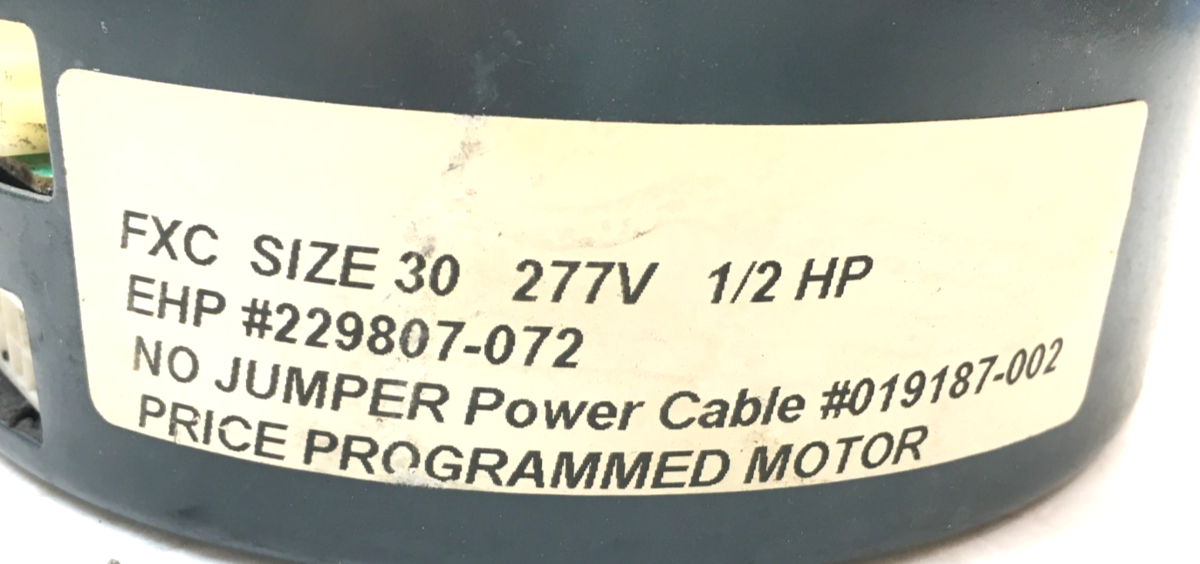 FXC SIZE 30 277V 1/2 HP
EHP #229807-072
NO JUMPER Power Cable #019187-002
PRICE PROGRAMMED MOTOR